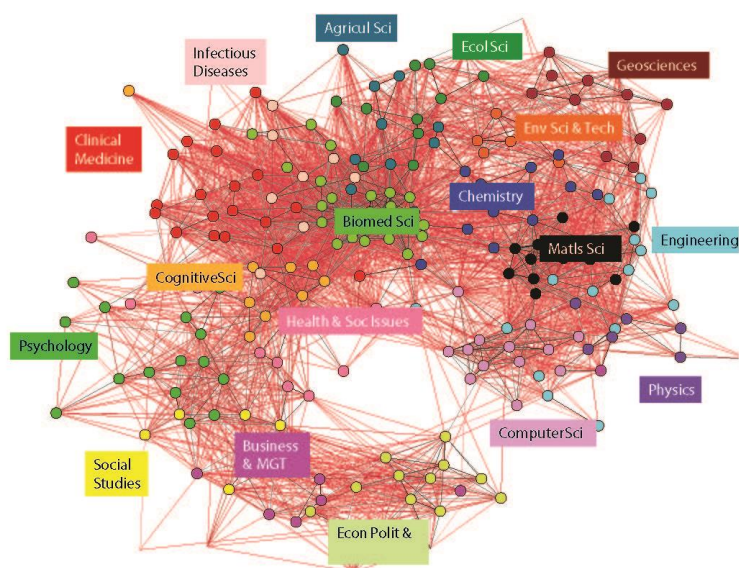 Agricul Sci
Ecol Sci
Infectious
Diseases
Geosciences
Env Sci & Tech
Clinical
Medicine
Chemistry
Biomed Sci
Matls Sci
Engineering
CognitiveSci
Health & Soc Issues
Psychology
Physics
ComputerSci
Business
& MGT
Social
Studies
Econ Polit &